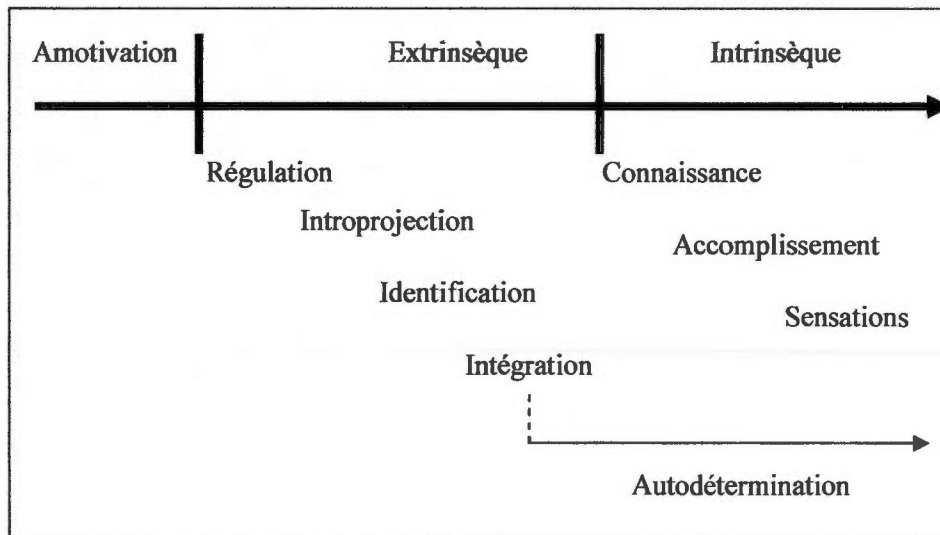 Amotivation Extrinsèque Intrinsèque
Régulation Connaissance
Introprojection
Accomplissement
Identification
Sensations
Intégration
Autodétermination